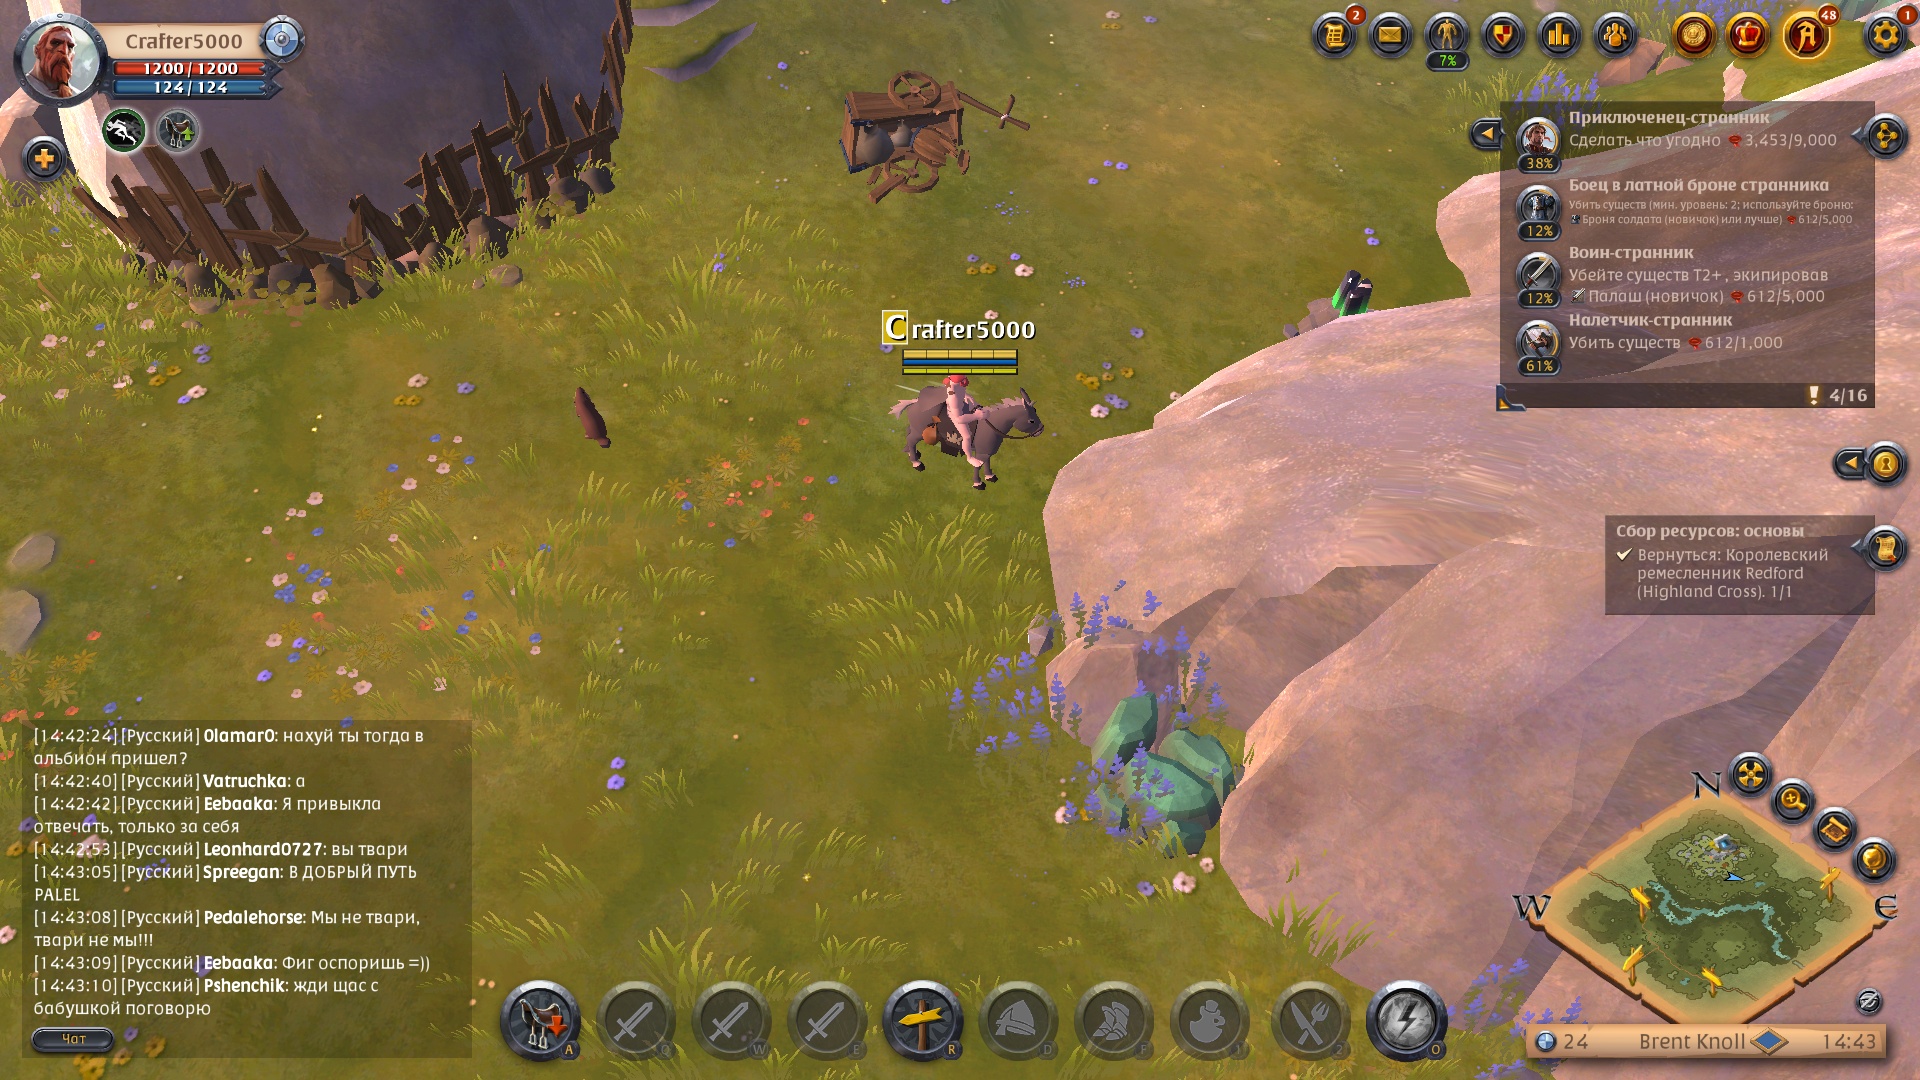 Crafter5000
1200/1200
124/124
2
7%
48
1
Приключенец-странник
Сделать что угодно 3,453/9,000
38%
Боец в латной броне странника
Убить существ (мин. уровень: 2; используйте броню:
Броня солдата (новичок) или лучше) 612/5,000
12%
Воин-странник
Убейте существ T2+, экипировав
Палаш (новичок) 612/5,000
12%
Налетчик-странник
Убить существ 612/1,000
61%
4/16
Crafter5000
Сбор ресурсов: основы
Вернуться: Королевский
ремесленник Redford
(Highland Cross). 1/1
[14:42:24] [Русский] Olamar0: нахуй ты тогда в
альбион пришел?
[14:42:40] [Русский] Vatruchka: а
[14:42:42] [Русский] Eebaaka: Я привыкла
отвечать, только за себя
[14:42:53] [Русский] Leonhard0727: вы твари
[14:43:05] [Русский] Spreegan: В ДОБРЫЙ ПУТЬ
PALEL
[14:43:08] [Русский] Pedalehorse: Мы не твари,
твари не мы!!!
[14:43:09] [Русский] Eebaaka: Фиг оспоришь =))
[14:43:10] [Русский] Pshenchik: жди щас с
бабушкой поговорю
Чат
A
Q
W
E
R
D
F
1
2
O
N
W
E
24
Brent Knoll
14:43